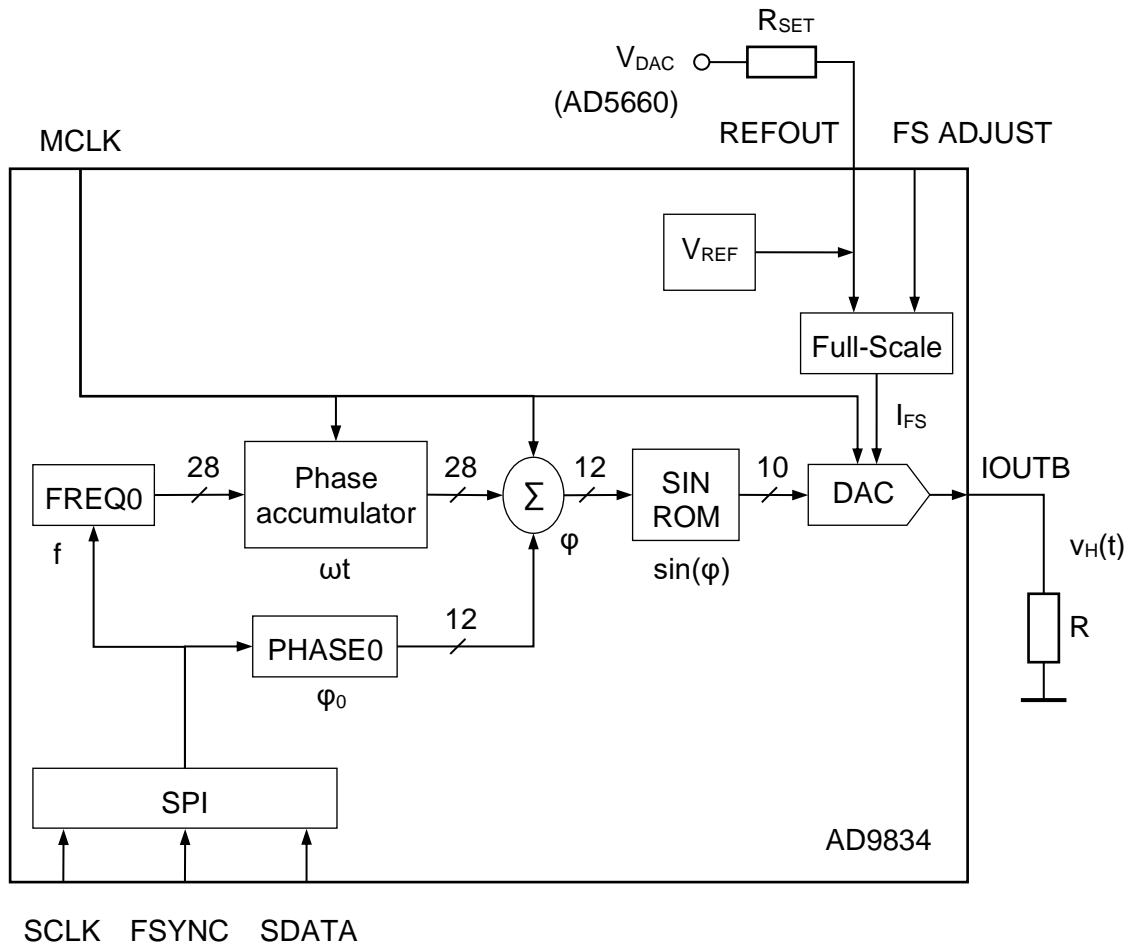 R_SET
V_DAC
(AD5660)
MCLK
REFOUT
FS ADJUST
V_REF
Full-Scale
I_FS
28
28
12
10
IOUTB
FREQ0
Phase
accumulator
Σ
SIN
ROM
DAC
f
ωt
φ
sin(φ)
v_H(t)
12
R
PHASE0
φ_0
SPI
AD9834
SCLK FSYNC SDATA